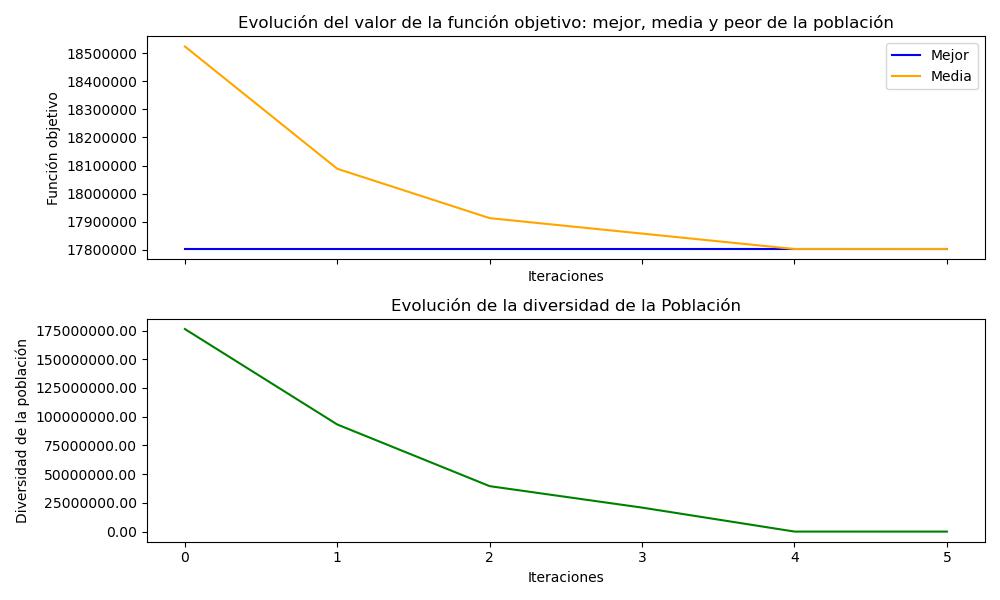 Evolución del valor de la función objetivo: mejor, media y peor de la población
Función objetivo
18500000
18400000
18300000
18200000
18100000
18000000
17900000
17800000
Mejor
Media
Iteraciones
Evolución de la diversidad de la Población
Diversidad de la población
175000000.00
150000000.00
125000000.00
100000000.00
75000000.00
50000000.00
25000000.00
0.00
0 1 2 3 4 5
Iteraciones